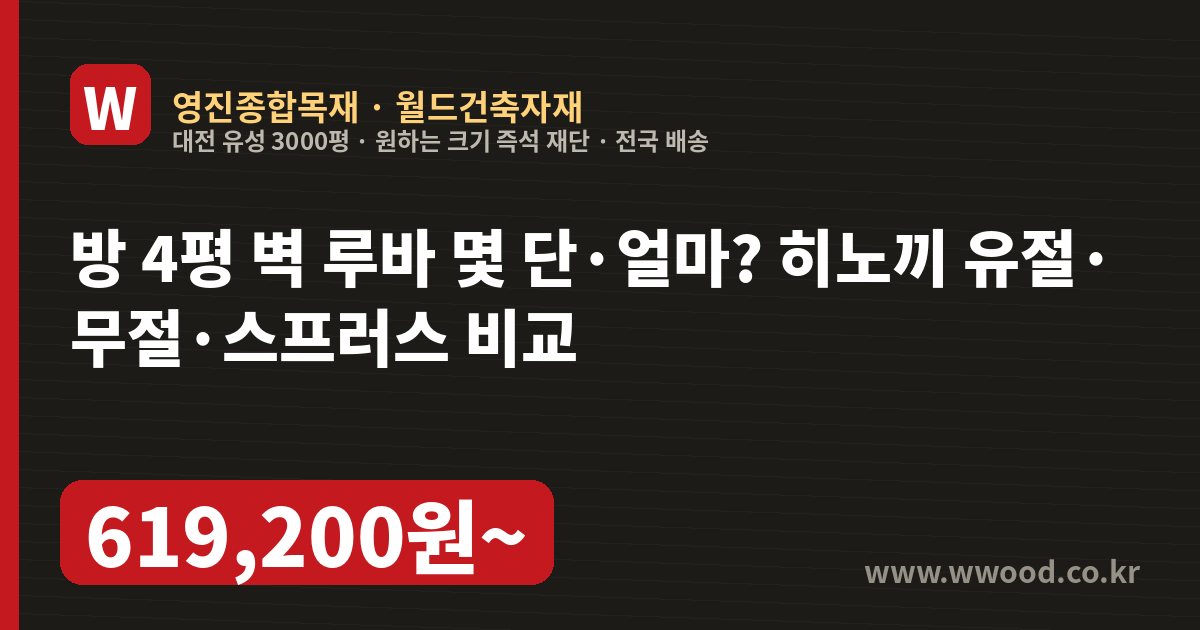 W
영진종합목재 · 월드건축자재
대전 유성 3000평 · 원하는 크기 즉석 재단 · 전국 배송
방 4평 벽 루바 몇 단·얼마? 히노끼 유절·
무절·스프러스 비교
619,200원~
www.wwood.co.kr